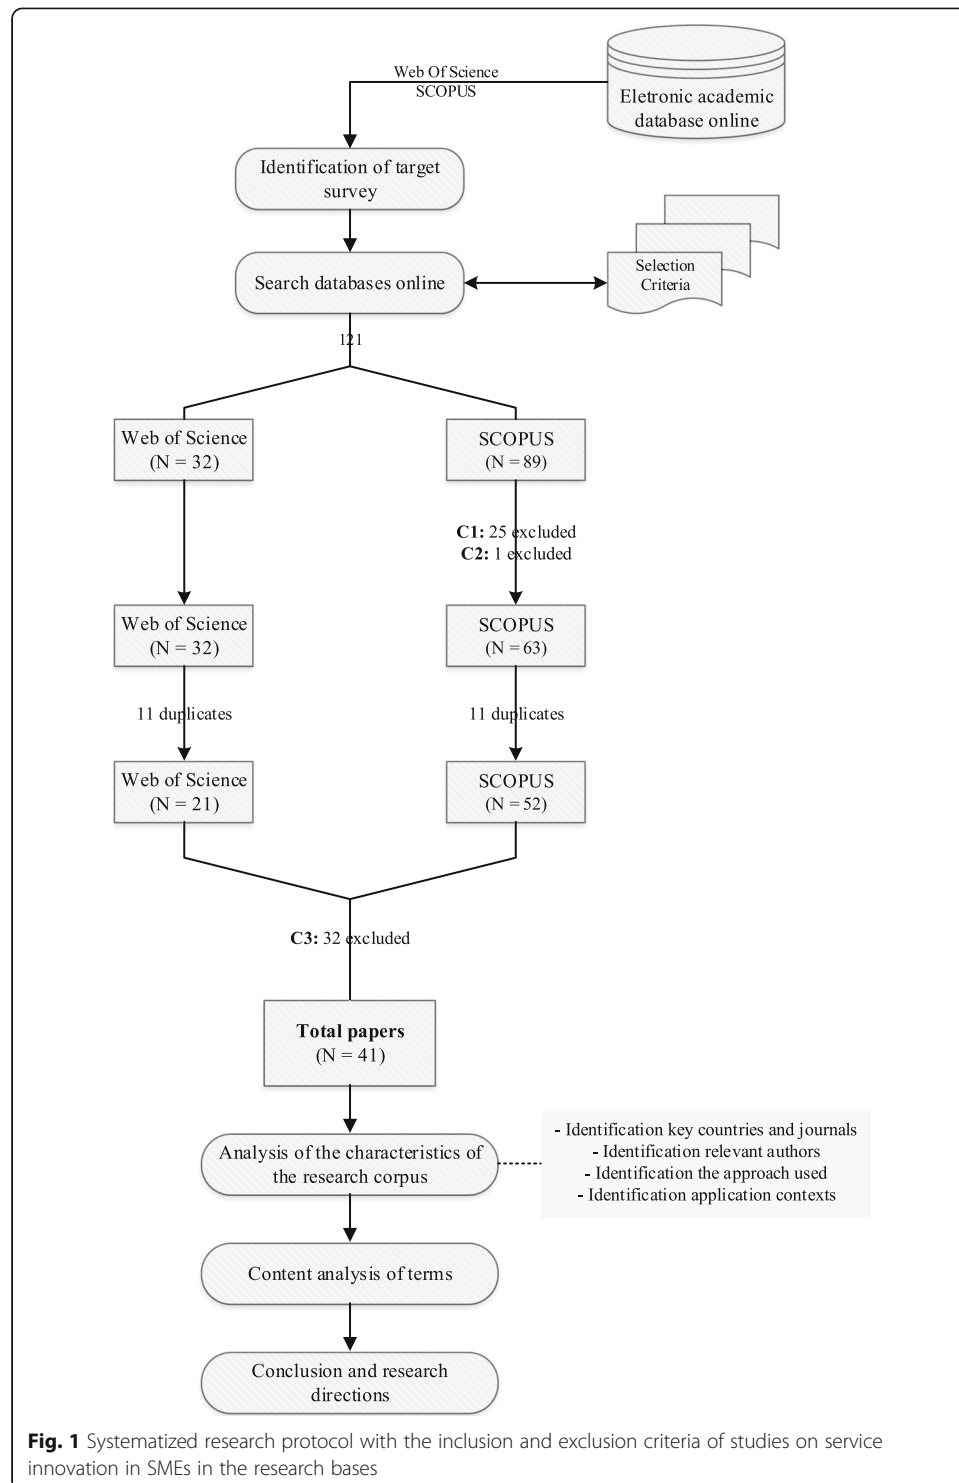 Web Of Science
SCOPUS
Eletronic academic
database online
Identification of target
survey
Search databases online
Selection
Criteria
121
Web of Science
(N = 32)
SCOPUS
(N = 89)
C1: 25 excluded
C2: 1 excluded
Web of Science
(N = 32)
SCOPUS
(N = 63)
11 duplicates
11 duplicates
Web of Science
(N = 21)
SCOPUS
(N = 52)
C3: 32 excluded
Total papers
(N = 41)
Analysis of the characteristics of
the research corpus
- Identification key countries and journals
- Identification relevant authors
- Identification the approach used
- Identification application contexts
Content analysis of terms
Conclusion and research
directions
Fig. 1 Systematized research protocol with the inclusion and exclusion criteria of studies on service
innovation in SMEs in the research bases